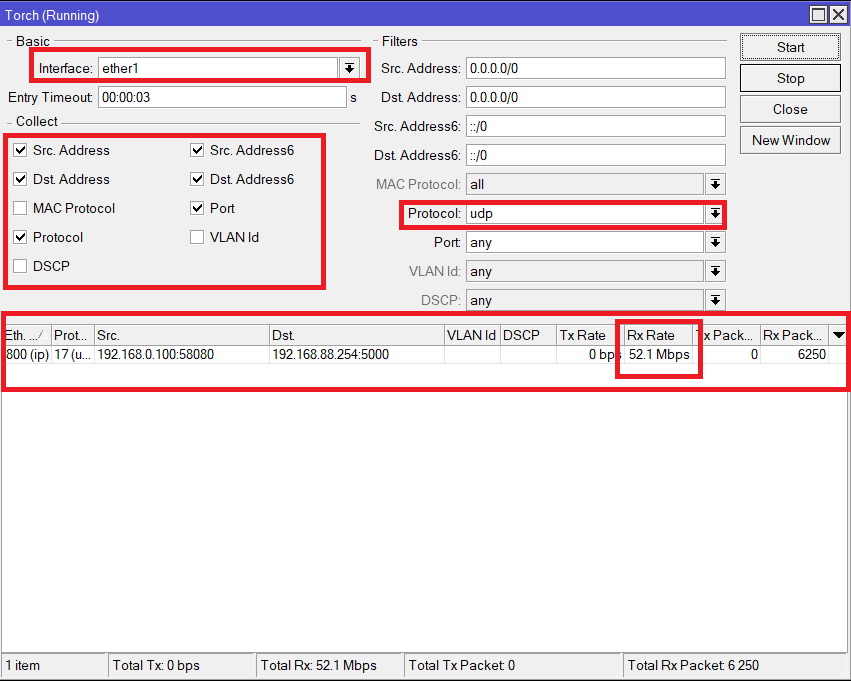 Torch (Running)
Basic
Interface: ether1
Entry Timeout: 00:00:03 s
Collect
Src. Address Src. Address6
Dst. Address Dst. Address6
MAC Protocol Port
Protocol VLAN Id
DSCP
Filters
Src. Address: 0.0.0.0/0
Dst. Address: 0.0.0.0/0
Src. Address6: ::/0
Dst. Address6: ::/0
MAC Protocol: all
Protocol: udp
Port: any
VLAN Id: any
DSCP: any
Start
Stop
Close
New Window
Eth. ... Prot... Src. Dst. VLAN Id DSCP Tx Rate Rx Rate Tx Pack... Rx Pack...
800 (ip) 17 (u... 192.168.0.100:58080 192.168.88.254:5000 0 bps 52.1 Mbps 0 6250
1 item Total Tx: 0 bps Total Rx: 52.1 Mbps Total Tx Packet: 0 Total Rx Packet: 6 250